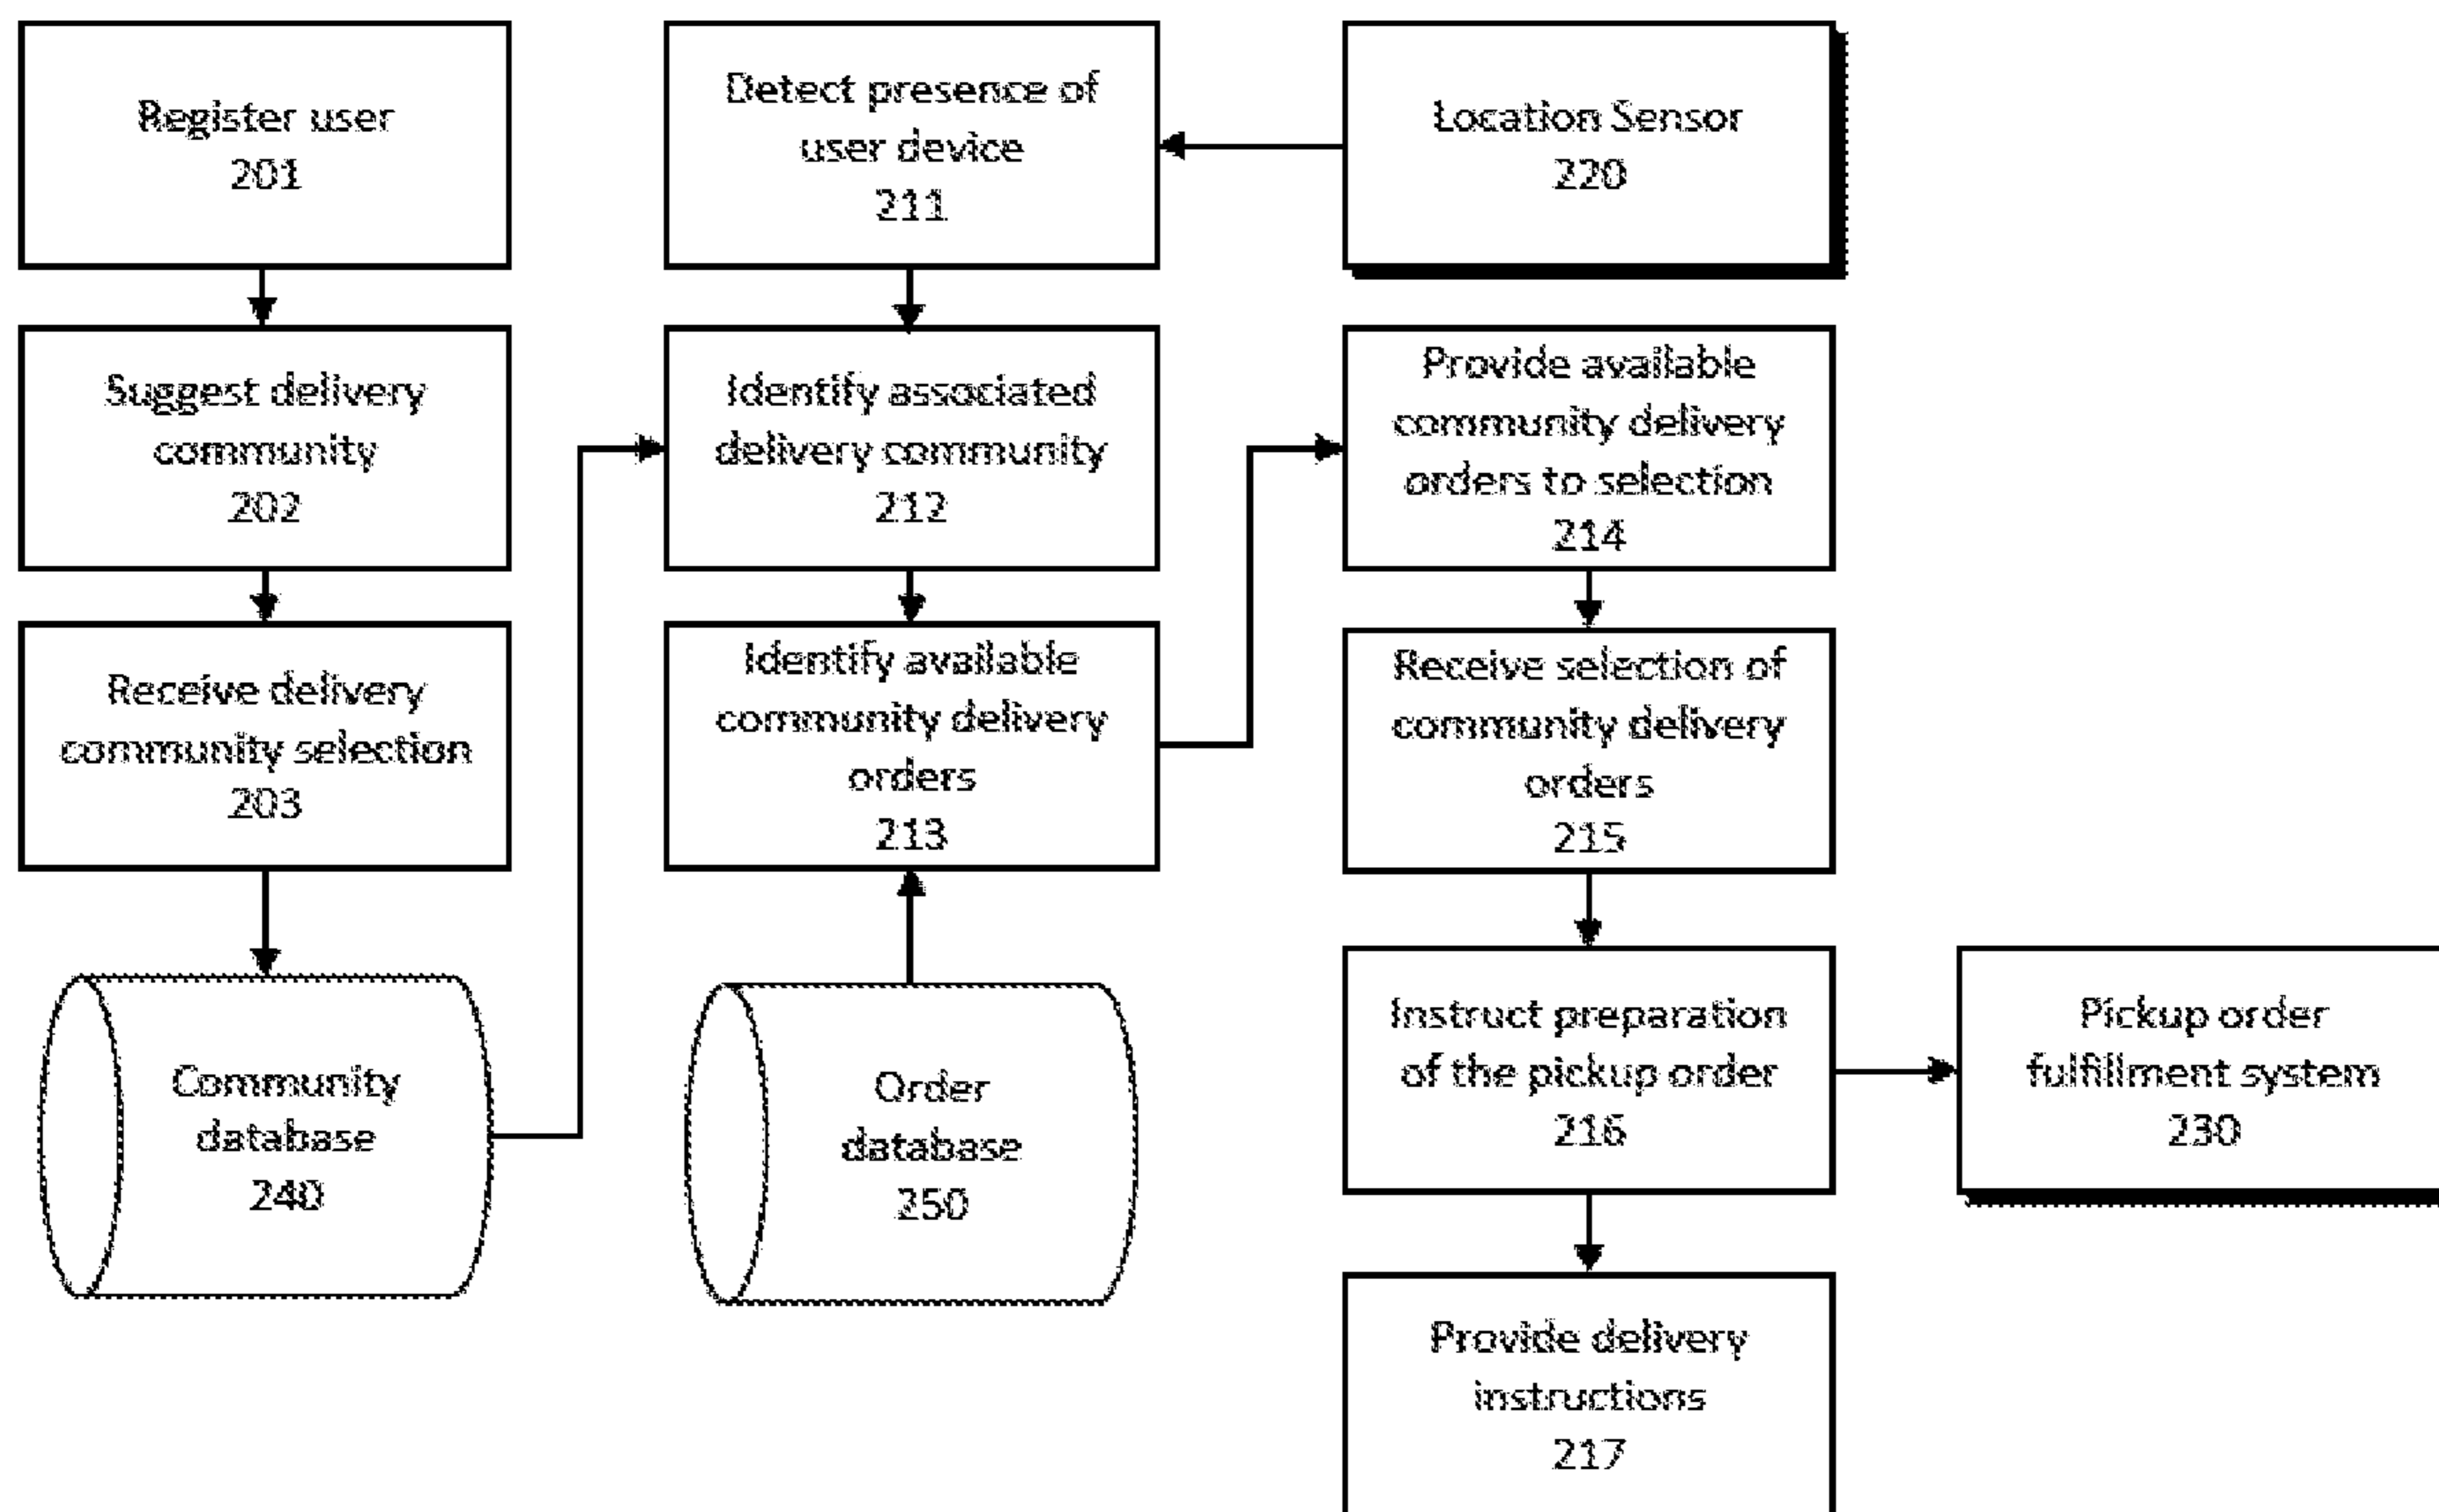 Register user
201
Suggest delivery
community
202
Receive delivery
community selection
203
Community
database
240
Detect presence of
user device
211
Identify associated
delivery community
212
Identify available
community delivery
orders
213
Order
database
250
Location Sensor
220
Provide available
community delivery
orders to selection
214
Receive selection of
community delivery
orders
215
Instruct preparation
of the pickup order
216
Provide delivery
instructions
217
Pickup order
fulfillment system
230